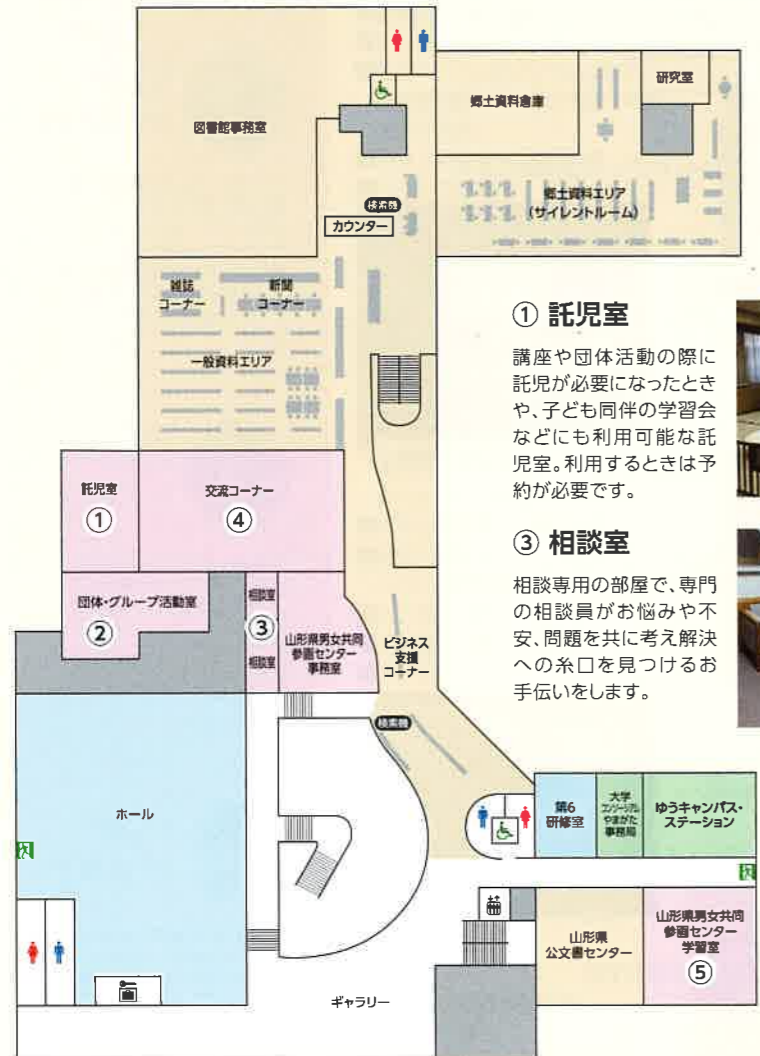 図書館事務室
郷土資料倉庫
研究室
郷土資料エリア
(サイレントルーム)
検索機
カウンター
雑誌
コーナー
新聞
コーナー
一般資料エリア
① 託児室
講座や団体活動の際に
託児が必要になったとき
や、子ども同伴の学習会
などにも利用可能な託
児室。利用するときは予
約が必要です。
託児室
①
交流コーナー
④
③ 相談室
相談専用の部屋で、専門
の相談員がお悩みや不
安、問題を共に考え解決
への糸口を見つけるお
手伝いをします。
団体・グループ活動室
②
相談室
③
相談室
山形県男女共同
参画センター
事務室
ビジネス
支援
コーナー
検索機
ホール
第6
研修室
大学
コンソーシアム
やまがた
事務局
ゆうキャンパス・
ステーション
山形県
公文書センター
山形県男女共同
参画センター
学習室
⑤
ギャラリー